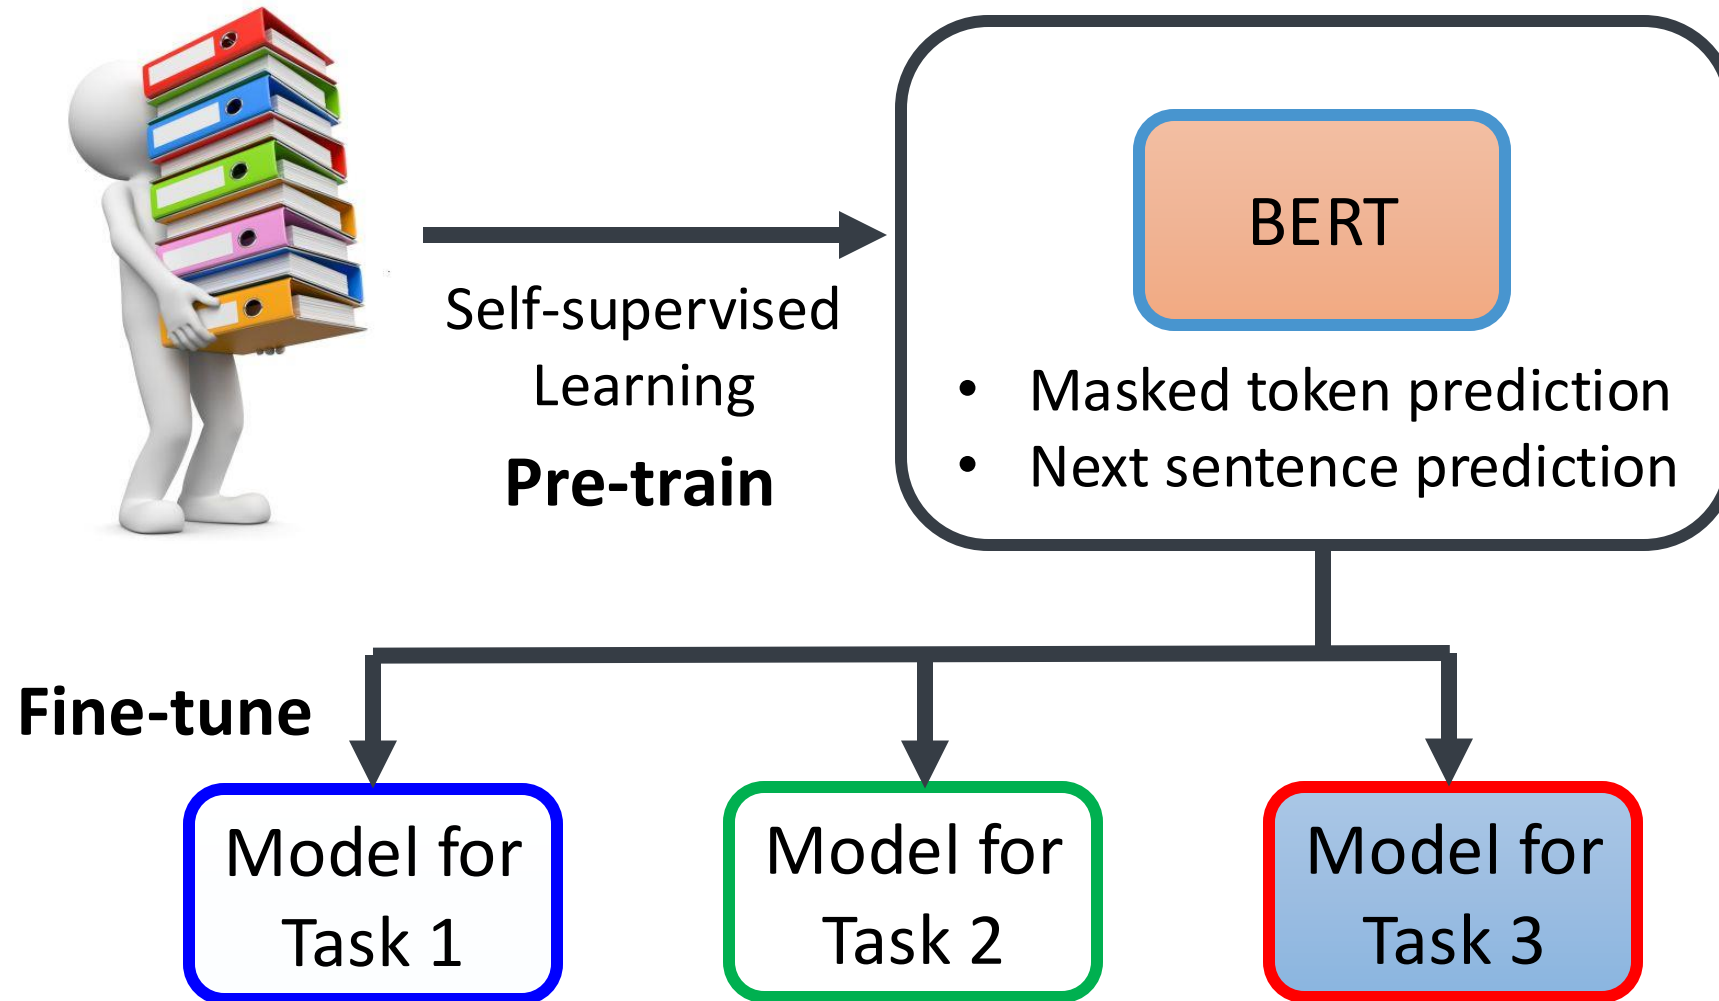 BERT
Self-supervised
Learning
Pre-train
• Masked token prediction
• Next sentence prediction
Fine-tune
Model for
Task 1
Model for
Task 2
Model for
Task 3